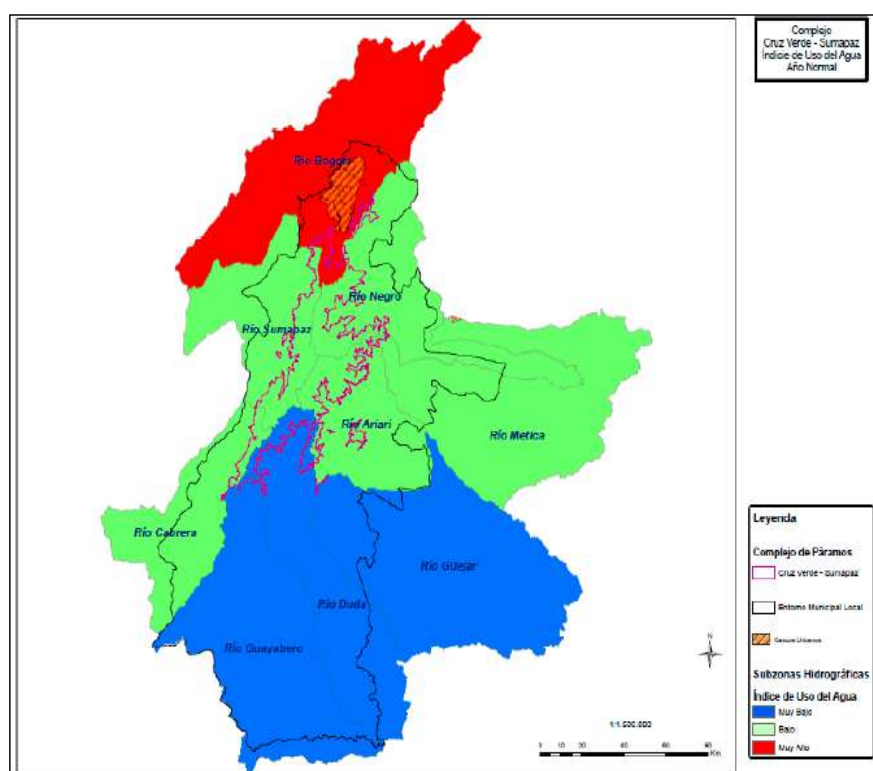 Complejo
Cruz Verde - Sumapaz
Índicie de Uso del Agua
Año Normal
Río Bogotá
Río Negro
Río Sumapaz
Río Ariari
Río Metica
Río Cabrera
Río Güejar
Río Duda
Río Guayabero
N
1:1.500.000
Km
Leyenda
Complejo de Páramos
Cruz Verde - Sumapaz
Entorno Municipal Local
Subzonas Hidrográficas
Índice de Uso del Agua
Muy Bajo
Bajo
Muy Alto